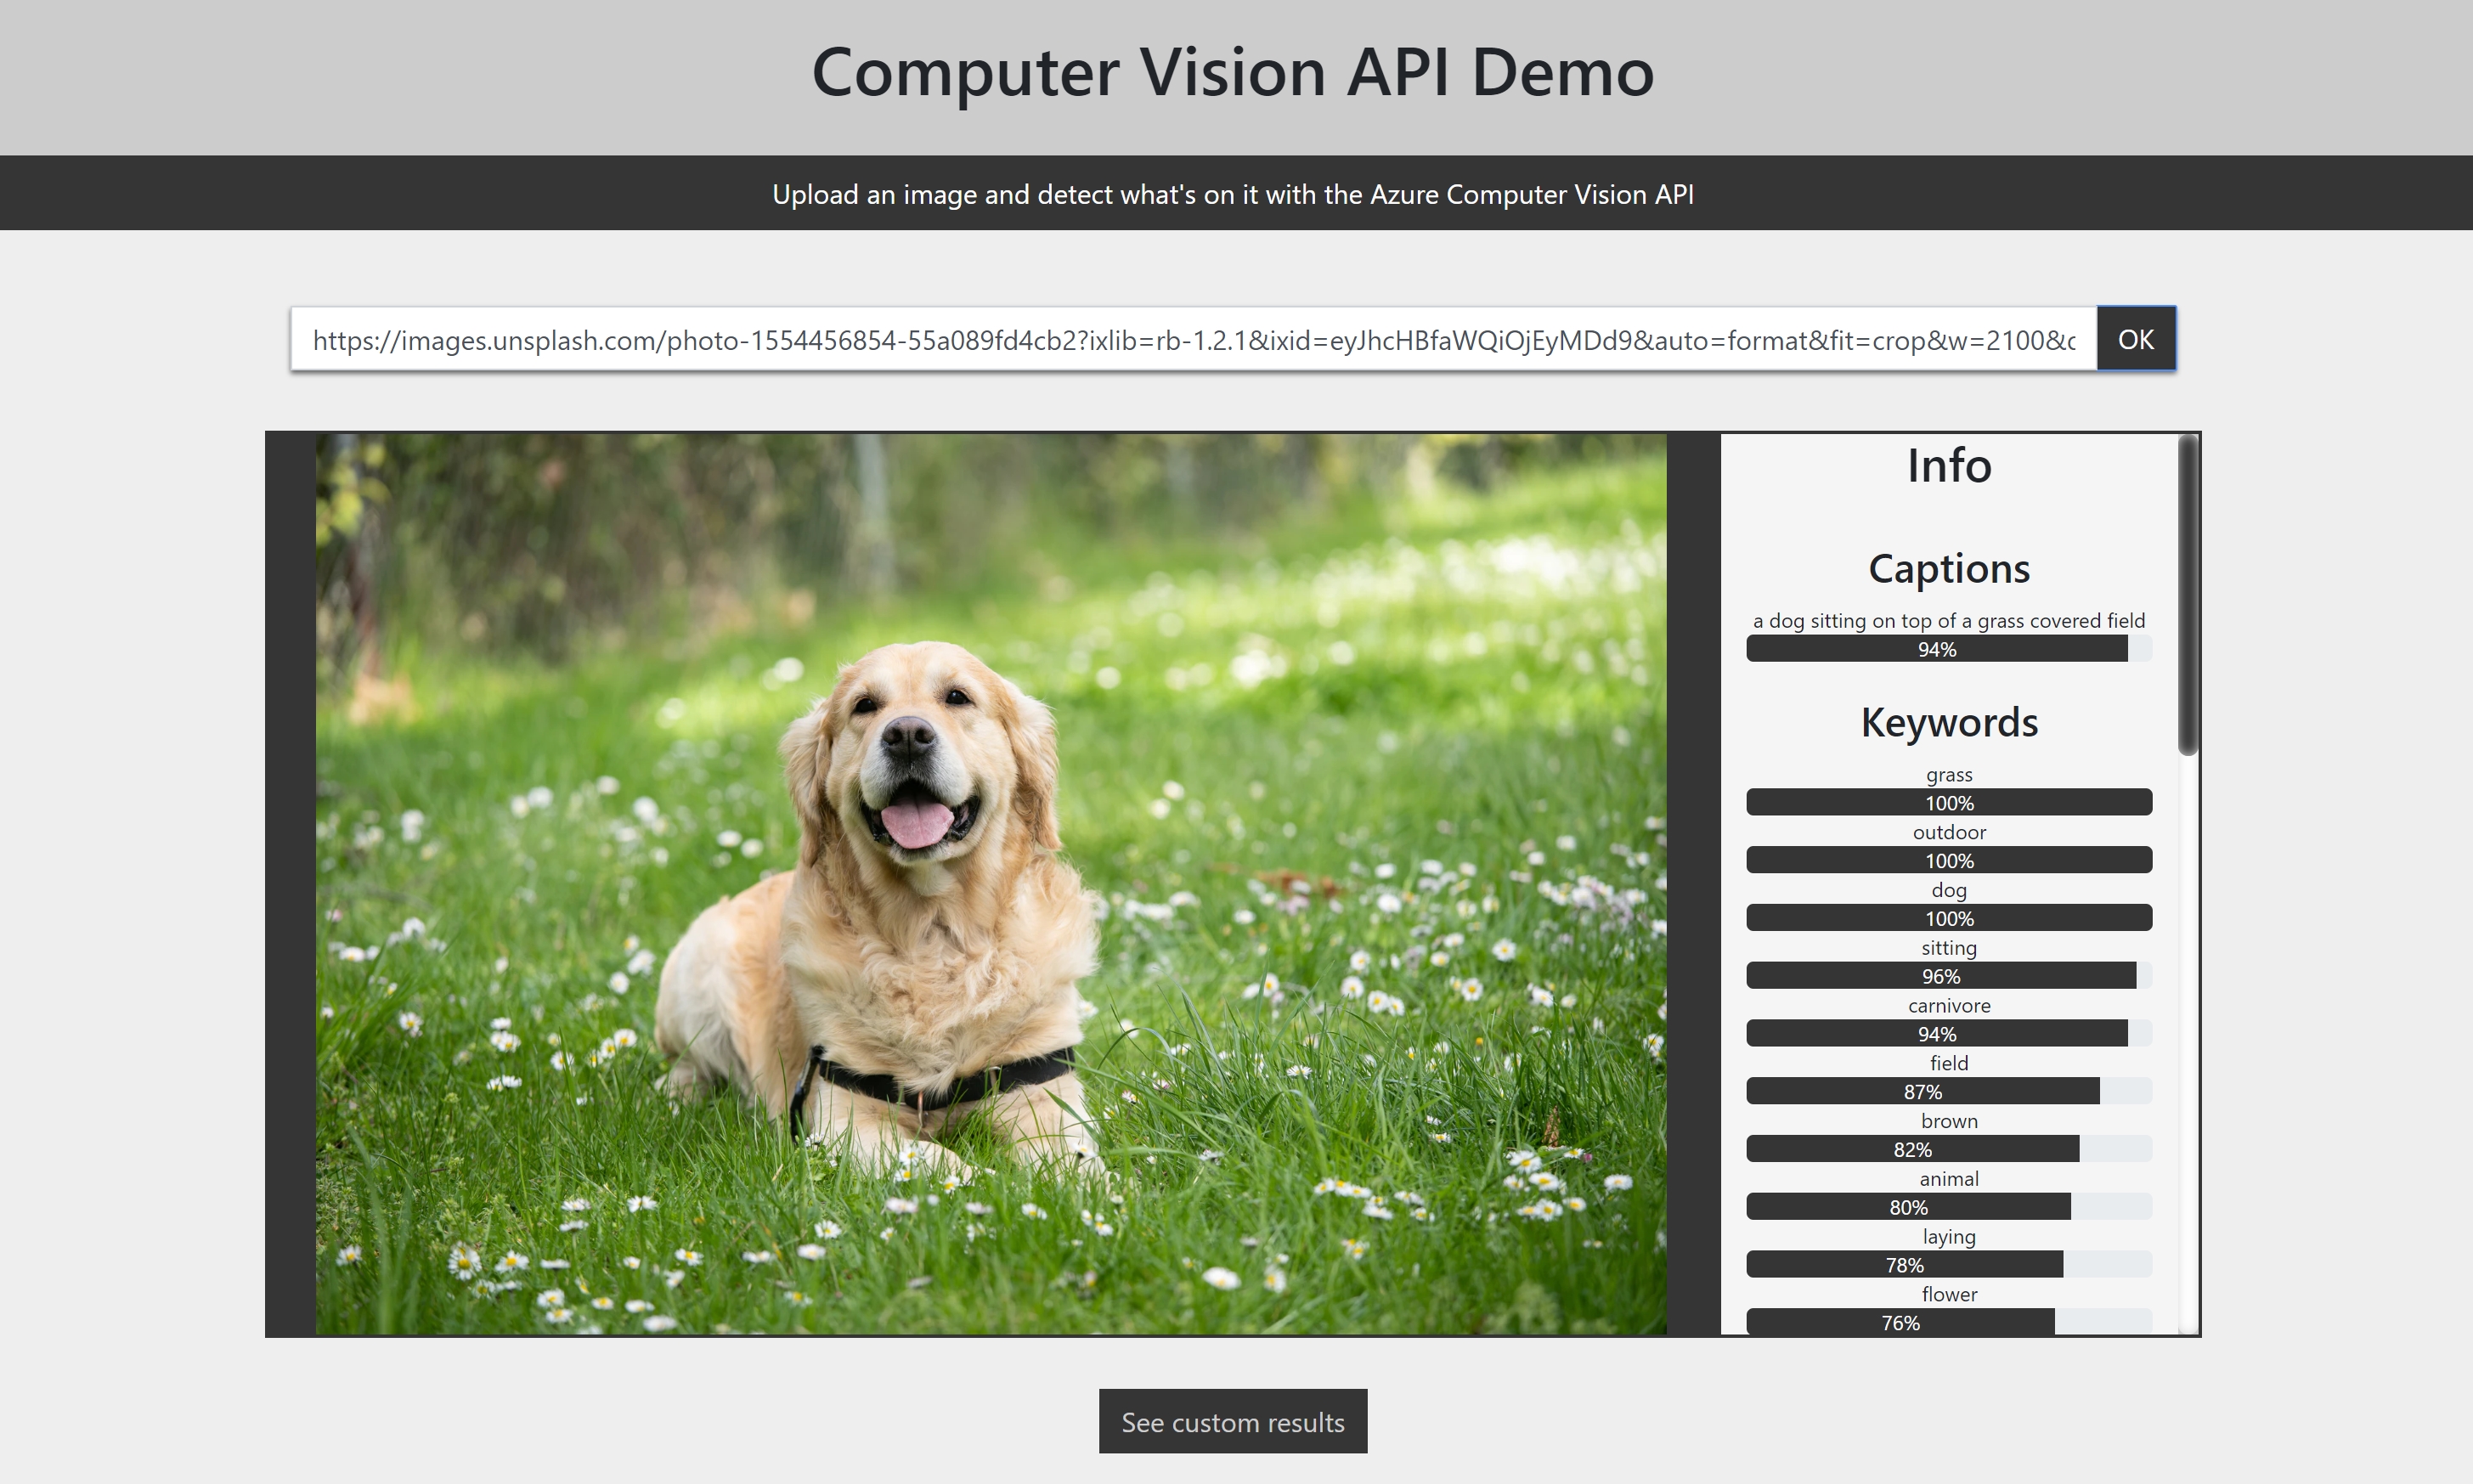 Computer Vision API Demo
Upload an image and detect what's on it with the Azure Computer Vision API
https://images.unsplash.com/photo-1554456854-55a089fd4cb2?ixlib=rb-1.2.1&ixid=eyJhcHBfaWQiOjEyMDd9&auto=format&fit=crop&w=2100&
OK
Info
Captions
a dog sitting on top of a grass covered field
94%
Keywords
grass
100%
outdoor
100%
dog
100%
sitting
96%
carnivore
94%
field
87%
brown
82%
animal
80%
laying
78%
flower
76%
See custom results